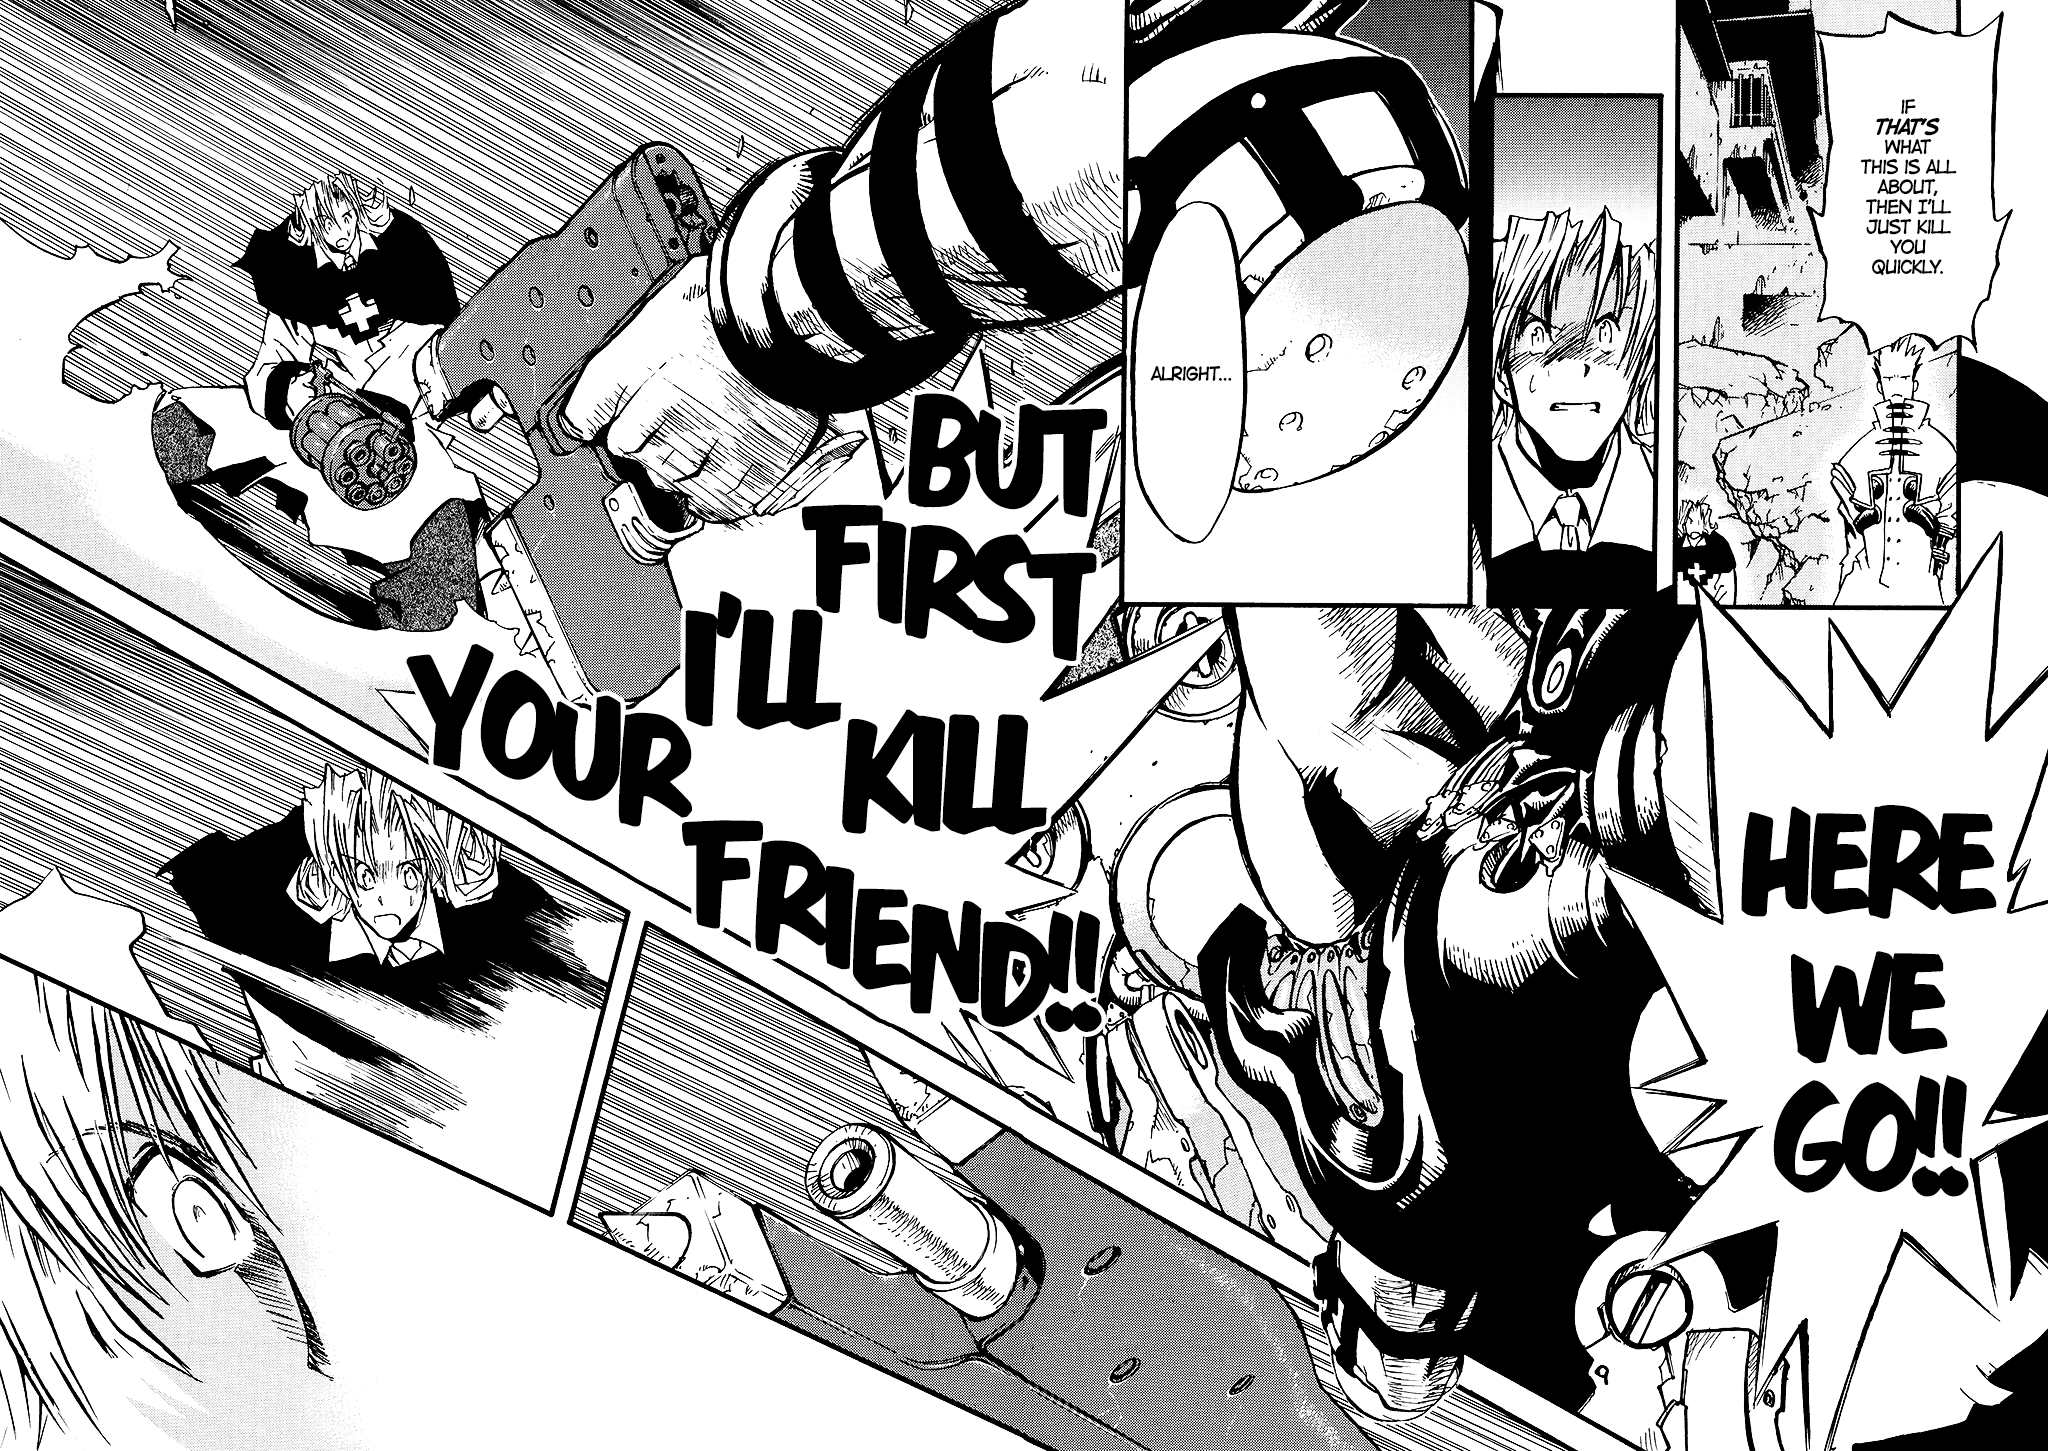 IF
THAT'S
WHAT
THIS IS ALL
ABOUT,
THEN I'LL
JUST KILL
YOU
QUICKLY.
ALRIGHT...
HERE
WE
GO!!
BUT
FIRST
I'LL
KILL
YOUR
FRIEND!!